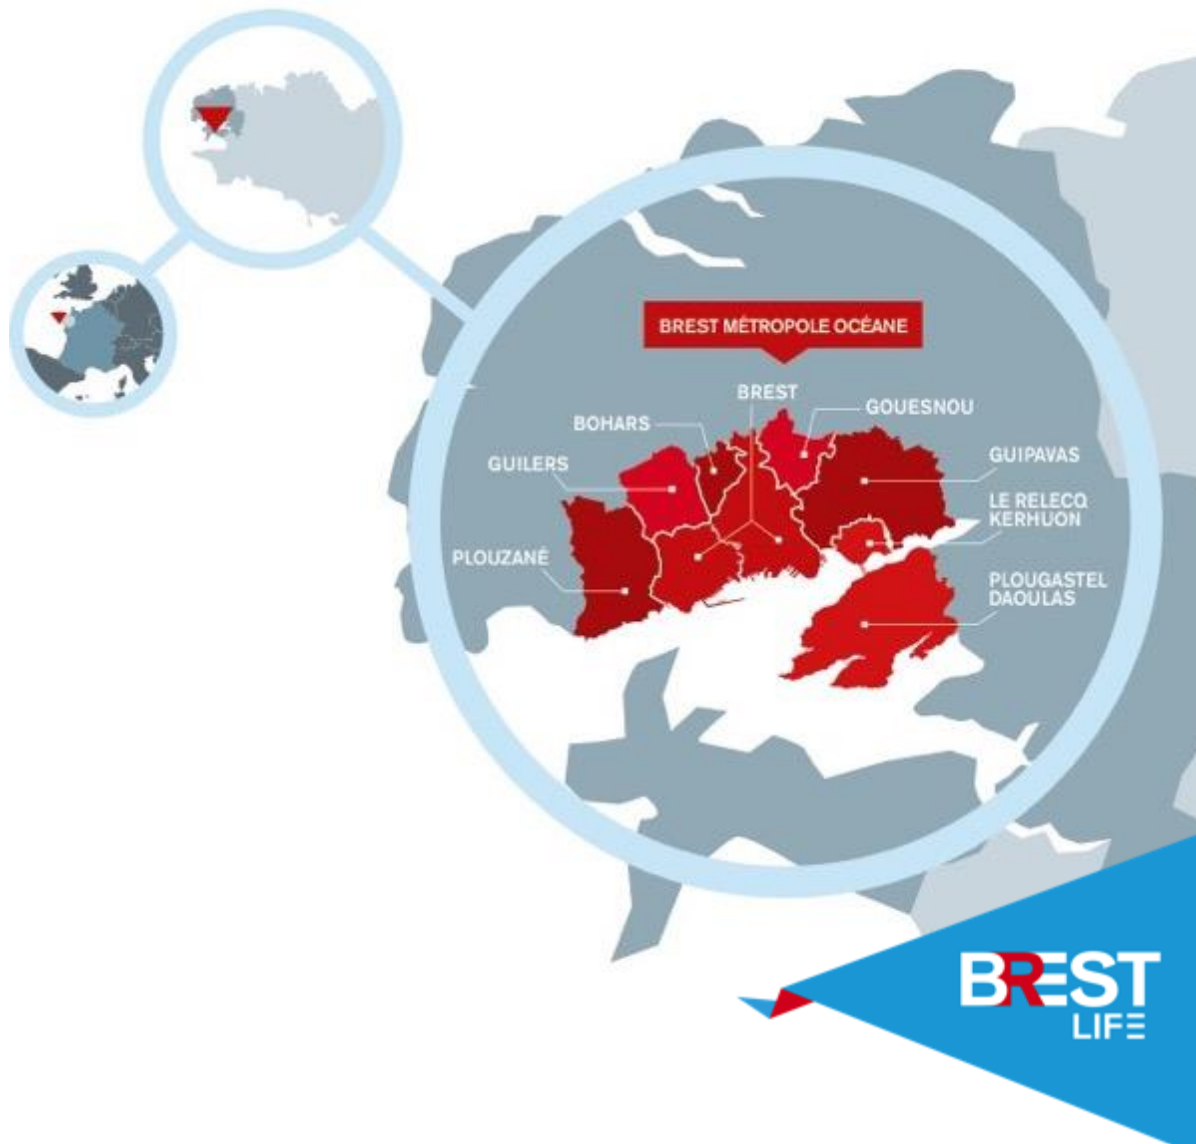 BREST MÉTROPOLE OCÉANE
BREST
GOUESNOU
BOHARS
GUIPAVAS
GUILERS
LE RELECQ
KERHUON
PLOUZANÉ
PLOUGASTEL
DAOULAS
BREST
LIFE